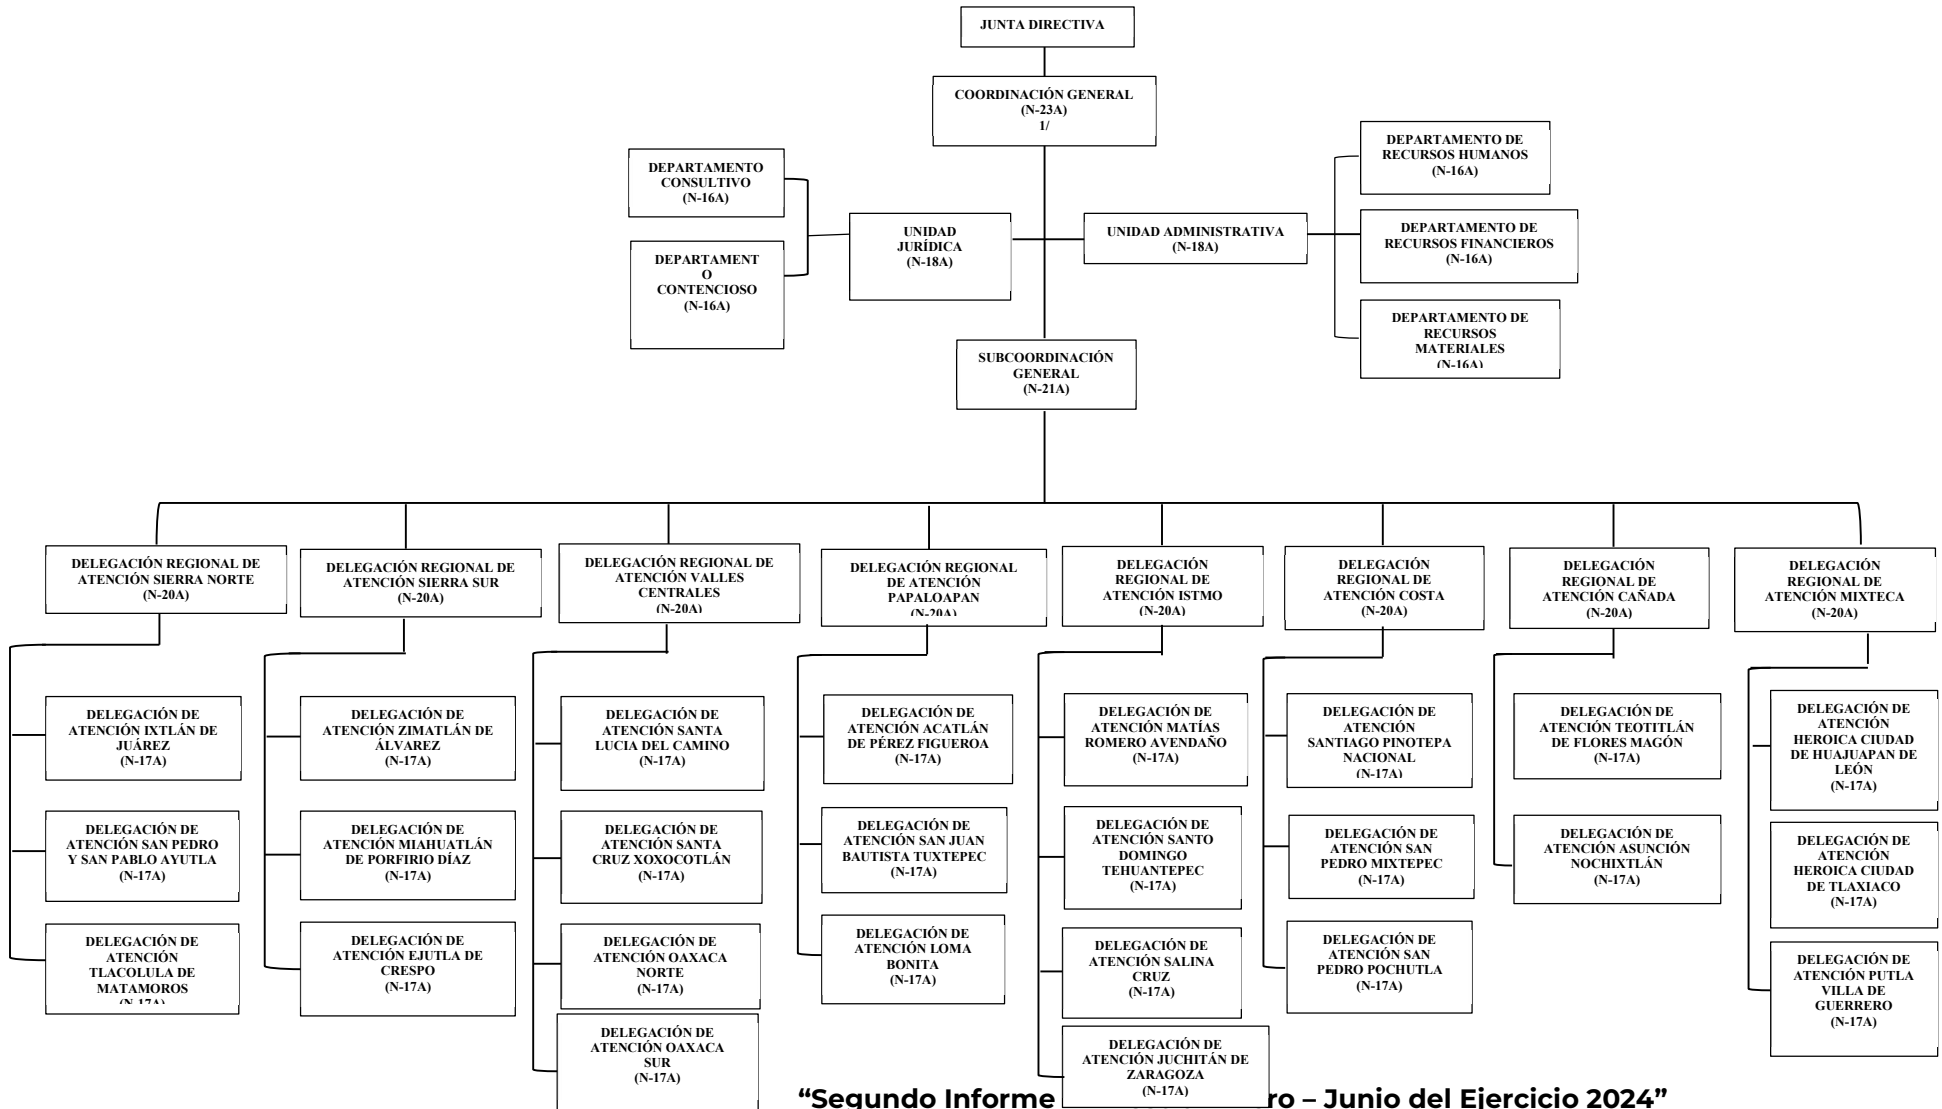 JUNTA DIRECTIVA
COORDINACIÓN GENERAL
(N-23A)
1/
DEPARTAMENTO
CONSULTIVO
(N-16A)
DEPARTAMENT
O
CONTENCIOSO
(N-16A)
UNIDAD
JURÍDICA
(N-18A)
UNIDAD ADMINISTRATIVA
(N-18A)
DEPARTAMENTO DE
RECURSOS HUMANOS
(N-16A)
DEPARTAMENTO DE
RECURSOS FINANCIEROS
(N-16A)
DEPARTAMENTO DE
RECURSOS
MATERIALES
(N-16A)
SUBCOORDINACIÓN
GENERAL
(N-21A)
DELEGACIÓN REGIONAL DE
ATENCIÓN SIERRA NORTE
(N-20A)
DELEGACIÓN REGIONAL DE
ATENCIÓN SIERRA SUR
(N-20A)
DELEGACIÓN REGIONAL DE
ATENCIÓN VALLES
CENTRALES
(N-20A)
DELEGACIÓN REGIONAL
DE ATENCIÓN
PAPALOAPAN
(N-20A)
DELEGACIÓN
REGIONAL DE
ATENCIÓN ISTMO
(N-20A)
DELEGACIÓN
REGIONAL DE
ATENCIÓN COSTA
(N-20A)
DELEGACIÓN
REGIONAL DE
ATENCIÓN CAÑADA
(N-20A)
DELEGACIÓN
REGIONAL DE
ATENCIÓN MIXTECA
(N-20A)
DELEGACIÓN DE
ATENCIÓN IXTLÁN DE
JUÁREZ
(N-17A)
DELEGACIÓN DE
ATENCIÓN SAN PEDRO
Y SAN PABLO AYUTLA
(N-17A)
DELEGACIÓN DE
ATENCIÓN
TLACOLULA DE
MATAMOROS
(N-17A)
DELEGACIÓN DE
ATENCIÓN ZIMATLÁN DE
ÁLVAREZ
(N-17A)
DELEGACIÓN DE
ATENCIÓN MIAHUATLÁN
DE PORFIRIO DÍAZ
(N-17A)
DELEGACIÓN DE
ATENCIÓN EJUTLA DE
CRESPO
(N-17A)
DELEGACIÓN DE
ATENCIÓN SANTA
LUCIA DEL CAMINO
(N-17A)
DELEGACIÓN DE
ATENCIÓN SANTA
CRUZ XOXOCOTLÁN
(N-17A)
DELEGACIÓN DE
ATENCIÓN OAXACA
NORTE
(N-17A)
DELEGACIÓN DE
ATENCIÓN OAXACA
SUR
(N-17A)
DELEGACIÓN DE
ATENCIÓN ACATLÁN
DE PÉREZ FIGUEROA
(N-17A)
DELEGACIÓN DE
ATENCIÓN SAN JUAN
BAUTISTA TUXTEPEC
(N-17A)
DELEGACIÓN DE
ATENCIÓN LOMA
BONITA
(N-17A)
DELEGACIÓN DE
ATENCIÓN MATÍAS
ROMERO AVENDAÑO
(N-17A)
DELEGACIÓN DE
ATENCIÓN SANTO
DOMINGO
TEHUANTEPEC
(N-17A)
DELEGACIÓN DE
ATENCIÓN SALINA
CRUZ
(N-17A)
DELEGACIÓN DE
ATENCIÓN JUCHITÁN DE
ZARAGOZA
(N-17A)
DELEGACIÓN DE
ATENCIÓN
SANTIAGO PINOTEPA
NACIONAL
(N-17A)
DELEGACIÓN DE
ATENCIÓN SAN
PEDRO MIXTEPEC
(N-17A)
DELEGACIÓN DE
ATENCIÓN SAN
PEDRO POCHUTLA
(N-17A)
DELEGACIÓN DE
ATENCIÓN TEOTITLÁN
DE FLORES MAGÓN
(N-17A)
DELEGACIÓN DE
ATENCIÓN ASUNCIÓN
NOCHIXTLÁN
(N-17A)
DELEGACIÓN DE
ATENCIÓN
HEROICA CIUDAD
DE HUAJUAPAN DE
LEÓN
(N-17A)
DELEGACIÓN DE
ATENCIÓN
HEROICA CIUDAD
DE TLAXIACO
(N-17A)
DELEGACIÓN DE
ATENCIÓN PUTLA
VILLA DE
GUERRERO
(N-17A)
“Segundo Informe ro – Junio del Ejercicio 2024”